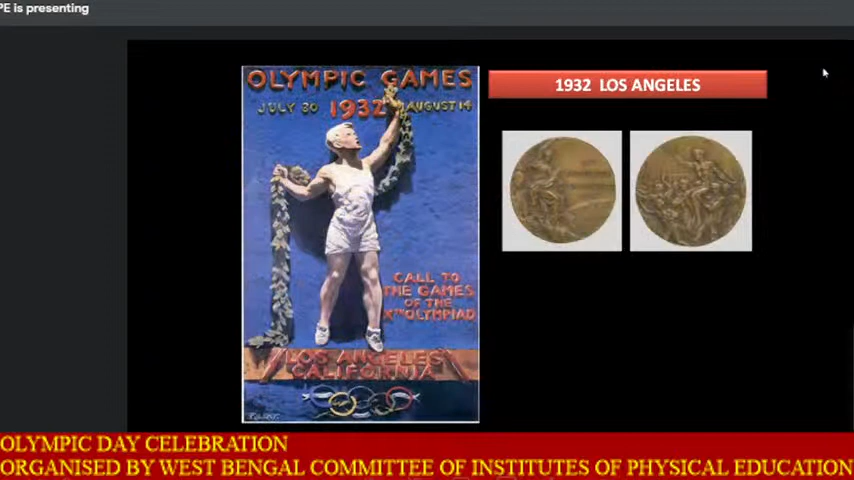 PE is presenting
OLYMPIC GAMES
JULY 30 1932 AUGUST 14
1932 LOS ANGELES
CALL TO
THE GAMES
OF THE
XTH OLYMPIAD
LOS ANGELES
CALIFORNIA
OLYMPIC DAY CELEBRATION
ORGANISED BY WEST BENGAL COMMITTEE OF INSTITUTES OF PHYSICAL EDUCATION